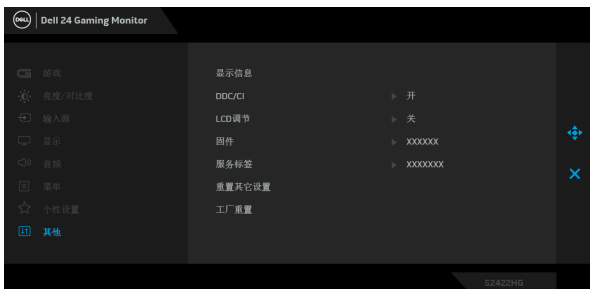 DELL Dell 24 Gaming Monitor
游戏
亮度/对比度
输入源
显示
音频
菜单
个性设置
其他
显示信息
DDC/CI 开
LCD调节 关
固件 XXXXXX
服务标签 XXXXXXX
重置其它设置
工厂重置
S2422HG